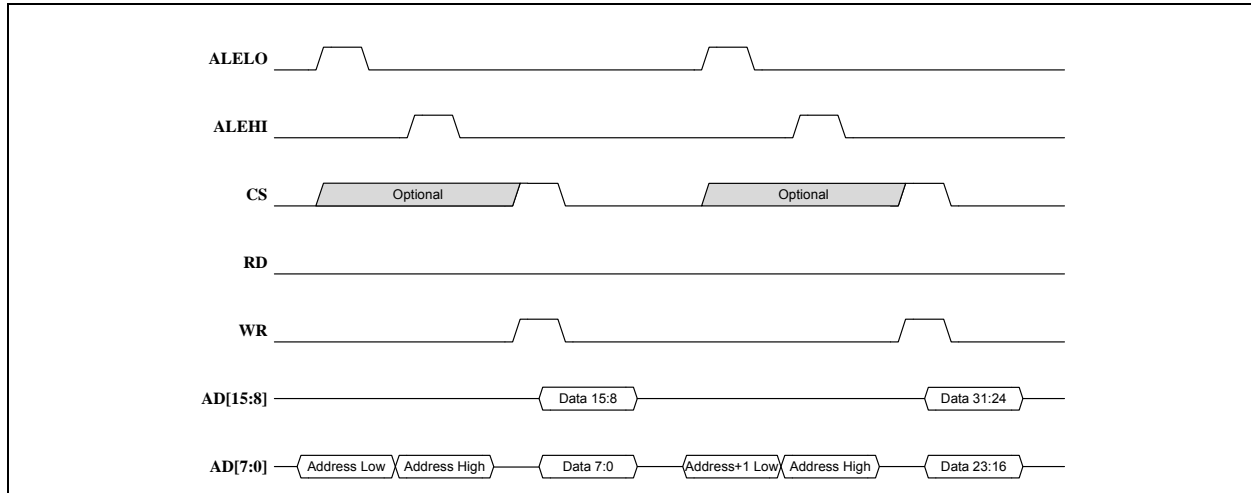 ALELO
ALEHI
CS Optional Optional
RD
WR
AD[15:8] Data 15:8 Data 31:24
AD[7:0] Address Low Address High Data 7:0 Address+1 Low Address High Data 23:16